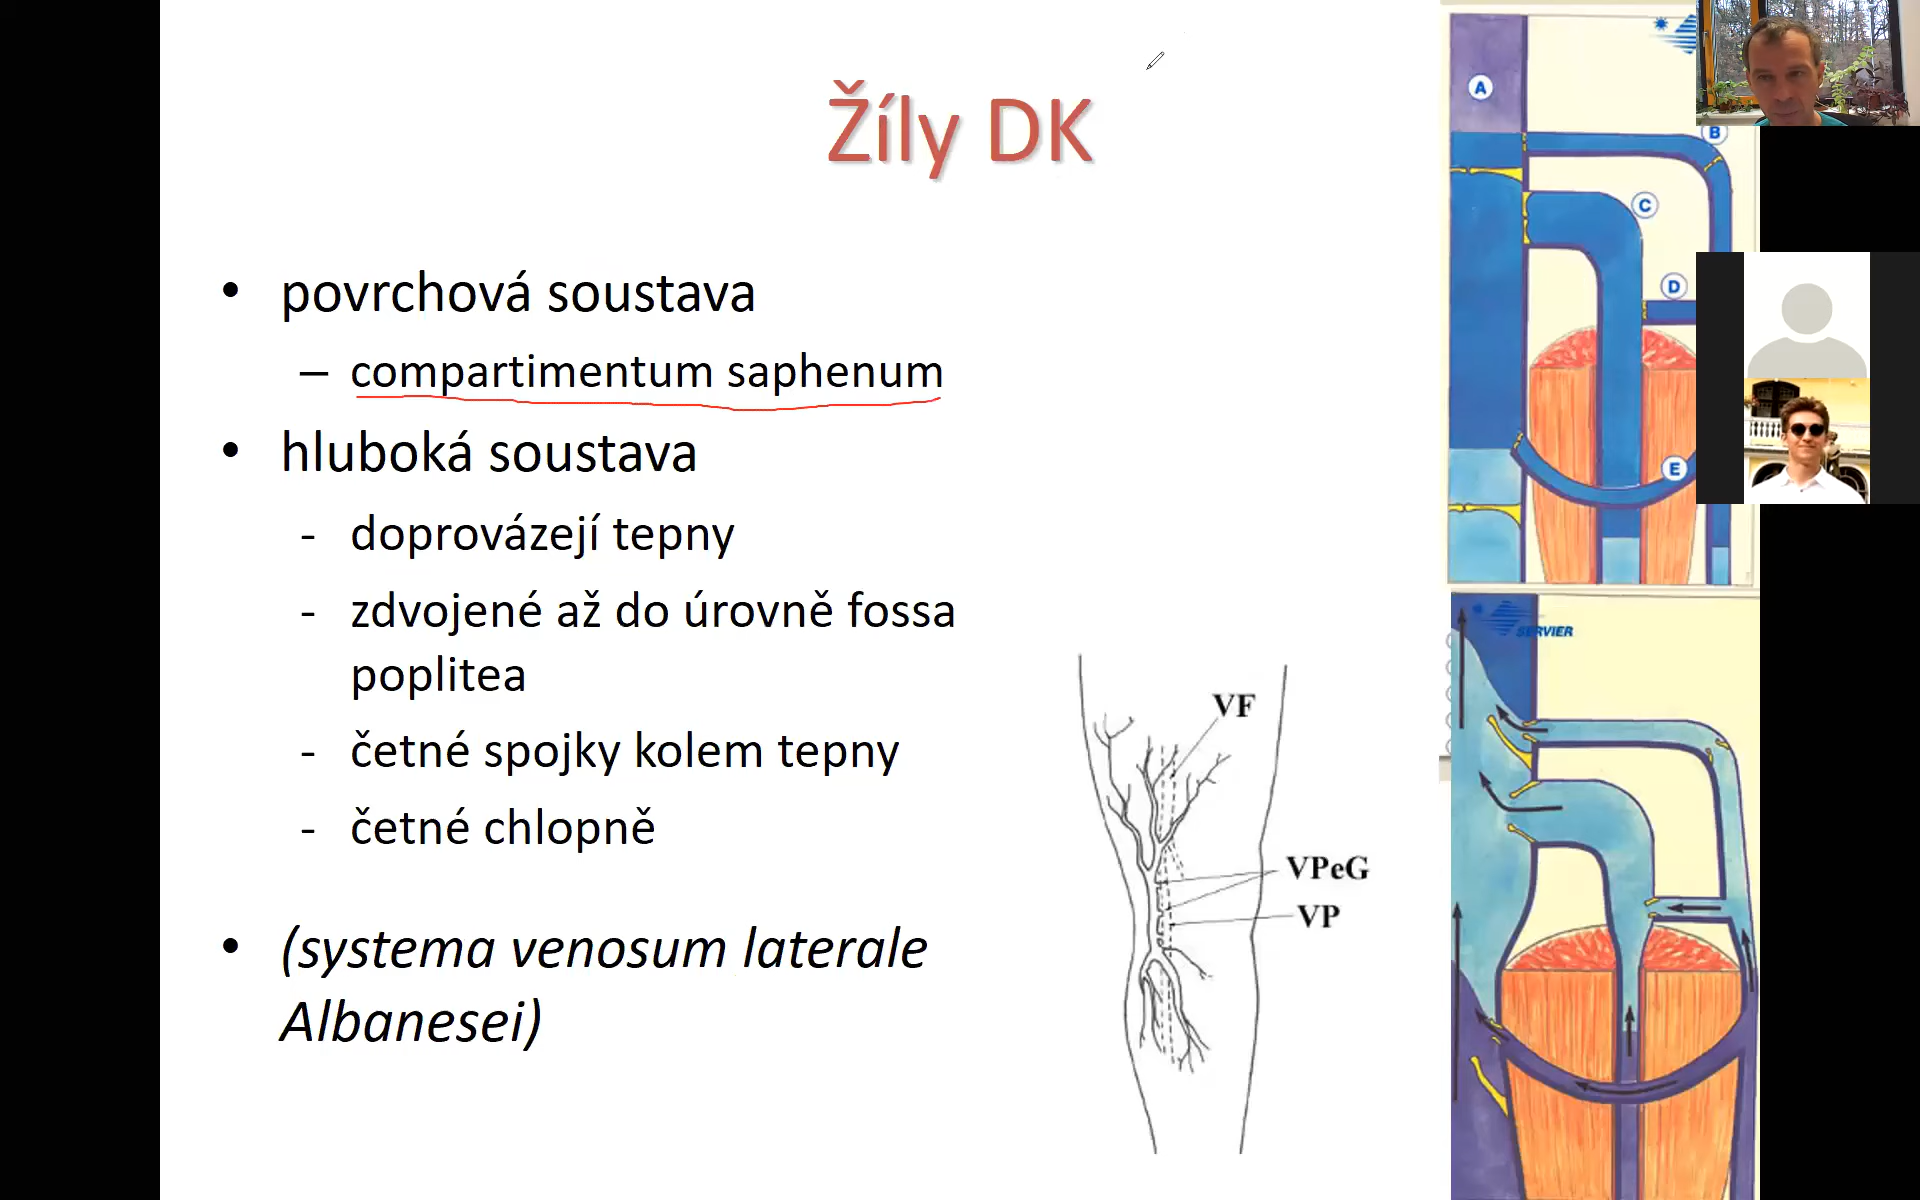 Žíly DK
• povrchová soustava
– compartimentum saphenum
• hluboká soustava
- doprovázejí tepny
- zdvojené až do úrovně fossa
poplitea
- četné spojky kolem tepny
- četné chlopně
• (systema venosum laterale
Albanesei)
VF
VPeG
VP
A
B
C
D
E
SERVIER